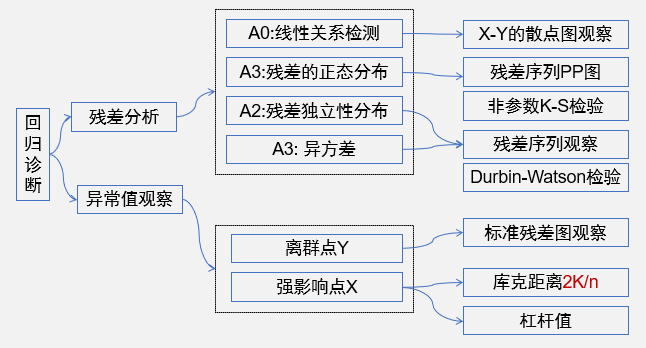 回归诊断
残差分析
异常值观察
A0:线性关系检测
A3:残差的正态分布
A2:残差独立性分布
A3: 异方差
离群点Y
强影响点X
X-Y的散点图观察
残差序列PP图
非参数K-S检验
残差序列观察
Durbin-Watson检验
标准残差图观察
库克距离2K/n
杠杆值